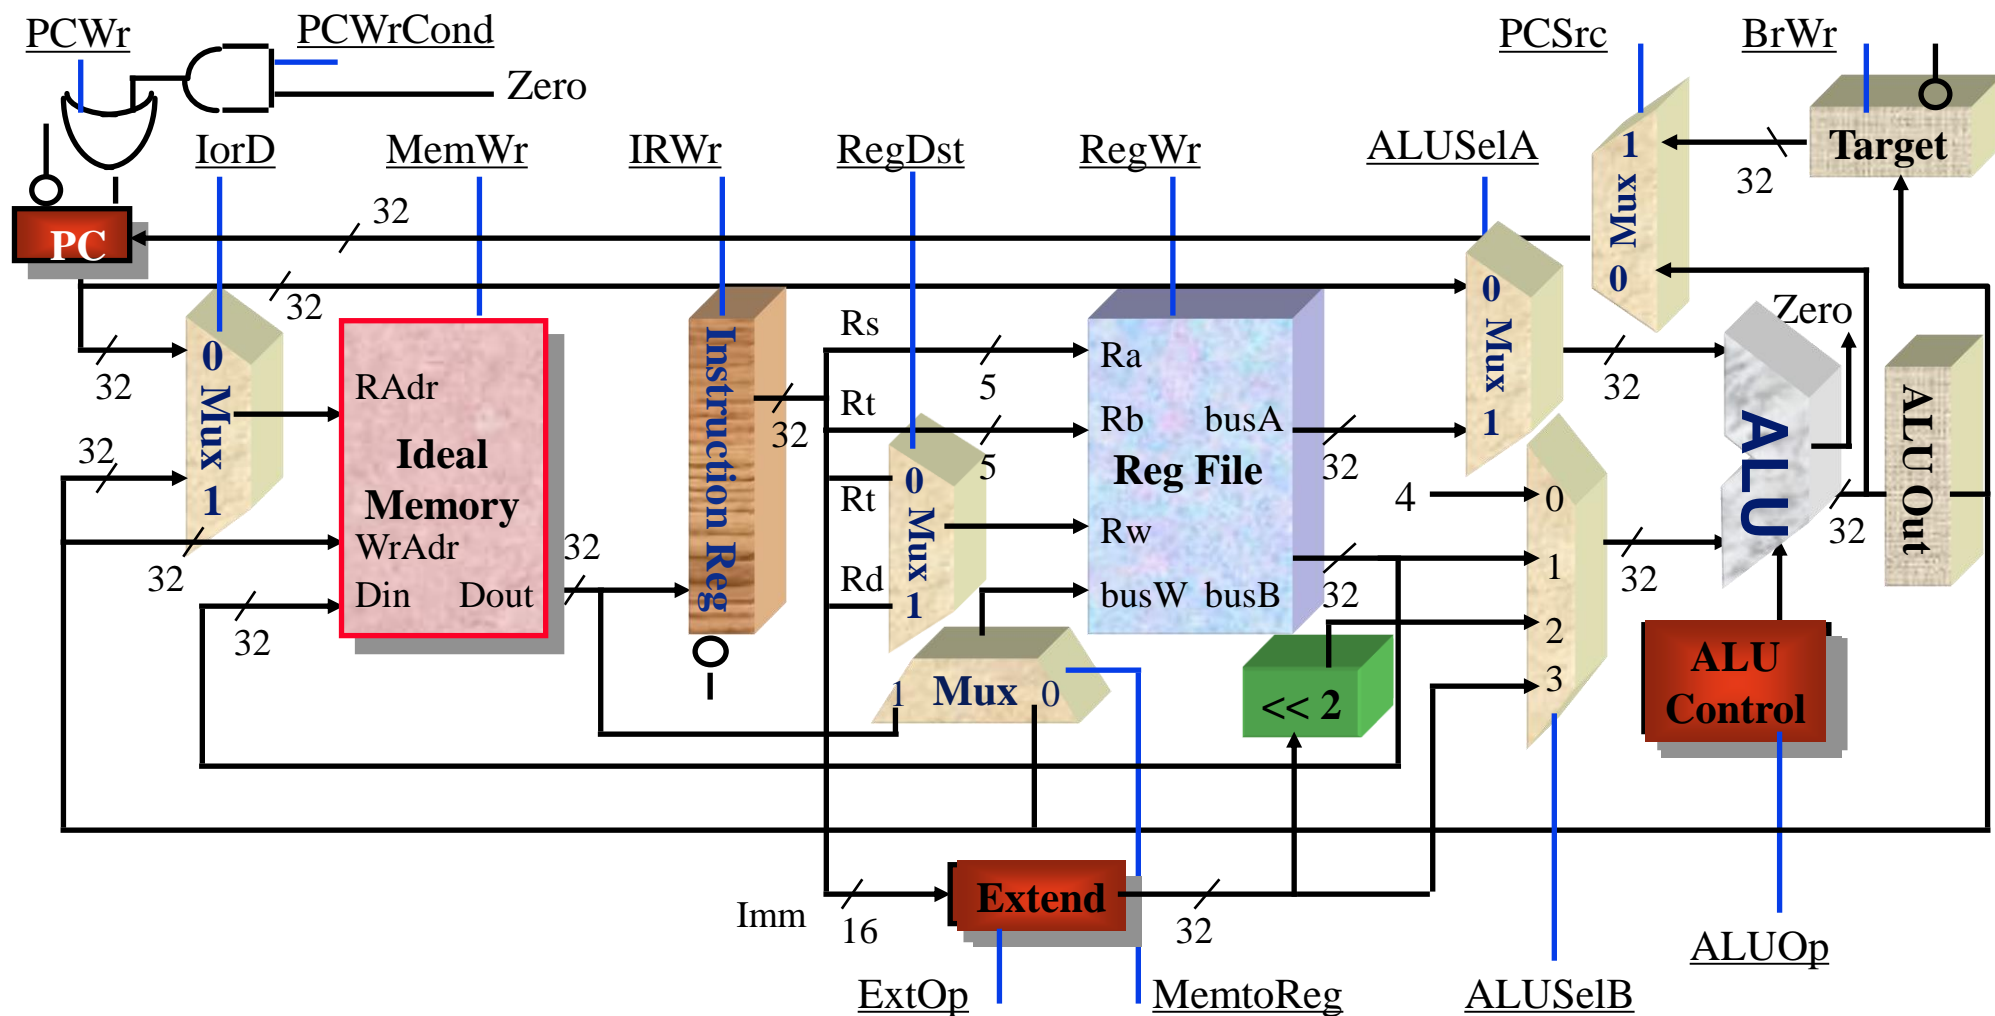 PCWr
PCWrCond
PCSrc
BrWr
Zero
IorD
MemWr
IRWr
RegDst
RegWr
ALUSelA
1
Mux
0
32
Target
32
PC
32
0
Mux
1
32
32
32
RAdr
Ideal
Memory
WrAdr
Din
Dout
32
32
Instruction Reg
32
Rs
5
Rt
5
Rt
Rd
0
Mux
1
Ra
Rb
busA
Reg File
Rw
busW
busB
32
32
0
Mux
1
32
4
0
1
2
3
32
ALU
Zero
32
ALU Out
1
Mux
0
<< 2
ALU
Control
Imm
16
Extend
32
ExtOp
MemtoReg
ALUSelB
ALUOp